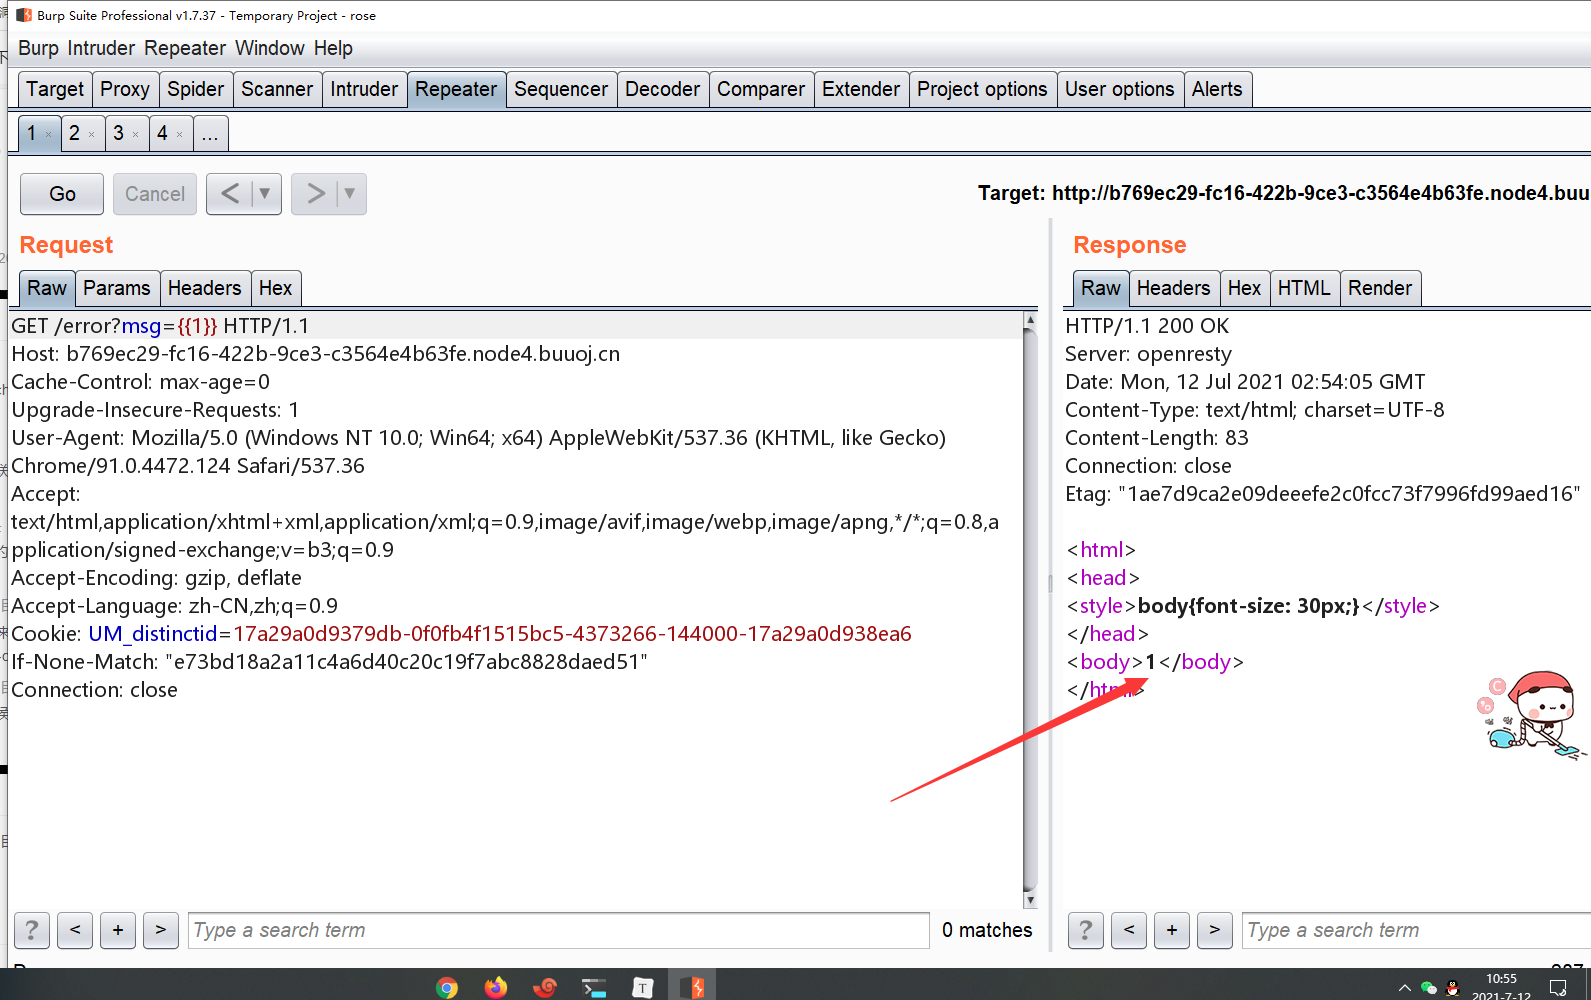 Burp Suite Professional v1.7.37 - Temporary Project - rose
Burp Intruder Repeater Window Help
Target Proxy Spider Scanner Intruder Repeater Sequencer Decoder Comparer Extender Project options User options Alerts
1 × 2 × 3 × 4 × ...
Go Cancel < > Target: http://b769ec29-fc16-422b-9ce3-c3564e4b63fe.node4.buu
Request
Raw Params Headers Hex
GET /error?msg={{1}} HTTP/1.1
Host: b769ec29-fc16-422b-9ce3-c3564e4b63fe.node4.buuoj.cn
Cache-Control: max-age=0
Upgrade-Insecure-Requests: 1
User-Agent: Mozilla/5.0 (Windows NT 10.0; Win64; x64) AppleWebKit/537.36 (KHTML, like Gecko)
Chrome/91.0.4472.124 Safari/537.36
Accept:
text/html,application/xhtml+xml,application/xml;q=0.9,image/avif,image/webp,image/apng,*/*;q=0.8,a
pplication/signed-exchange;v=b3;q=0.9
Accept-Encoding: gzip, deflate
Accept-Language: zh-CN,zh;q=0.9
Cookie: UM_distinctid=17a29a0d9379db-0f0fb4f1515bc5-4373266-144000-17a29a0d938ea6
If-None-Match: "e73bd18a2a11c4a6d40c20c19f7abc8828daed51"
Connection: close
? < + > Type a search term 0 matches
Response
Raw Headers Hex HTML Render
HTTP/1.1 200 OK
Server: openresty
Date: Mon, 12 Jul 2021 02:54:05 GMT
Content-Type: text/html; charset=UTF-8
Content-Length: 83
Connection: close
Etag: "1ae7d9ca2e09deeefe2c0fcc73f7996fd99aed16"
<html>
<head>
<style>body{font-size: 30px;}</style>
</head>
<body>1</body>
</html>
? < + > Type a search term
10:55
2021-7-12